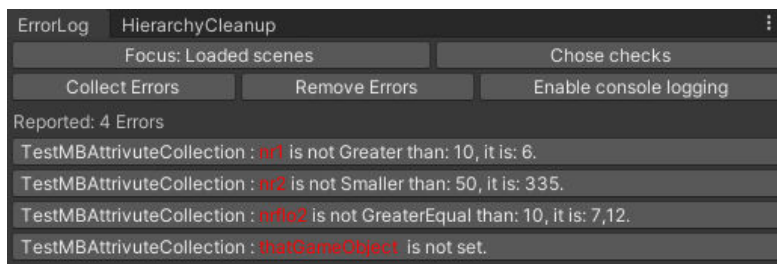 ErrorLog HierarchyCleanup
Focus: Loaded scenes Chose checks
Collect Errors Remove Errors Enable console logging
Reported: 4 Errors
TestMBAttrivuteCollection : nr1 is not Greater than: 10, it is: 6.
TestMBAttrivuteCollection : nr2 is not Smaller than: 50, it is: 335.
TestMBAttrivuteCollection : nrflo2 is not GreaterEqual than: 10, it is: 7,12.
TestMBAttrivuteCollection : thatGameObject is not set.